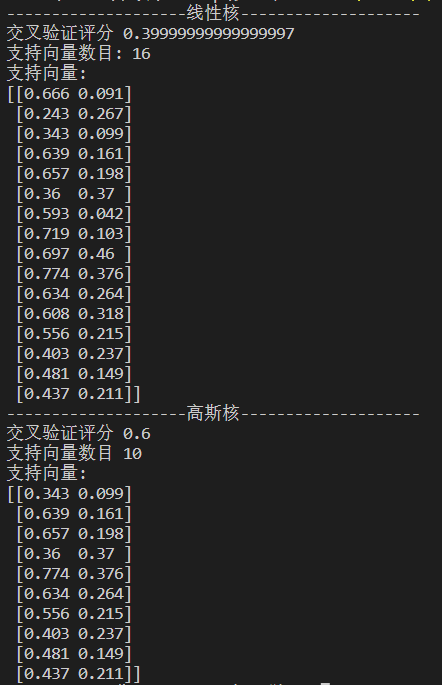 --------------------线性核--------------------
交叉验证评分 0.39999999999999997
支持向量数目: 16
支持向量:
[[0.666 0.091]
 [0.243 0.267]
 [0.343 0.099]
 [0.639 0.161]
 [0.657 0.198]
 [0.36  0.37 ]
 [0.593 0.042]
 [0.719 0.103]
 [0.697 0.46 ]
 [0.774 0.376]
 [0.634 0.264]
 [0.608 0.318]
 [0.556 0.215]
 [0.403 0.237]
 [0.481 0.149]
 [0.437 0.211]]
--------------------高斯核--------------------
交叉验证评分 0.6
支持向量数目 10
支持向量:
[[0.343 0.099]
 [0.639 0.161]
 [0.657 0.198]
 [0.36  0.37 ]
 [0.774 0.376]
 [0.634 0.264]
 [0.556 0.215]
 [0.403 0.237]
 [0.481 0.149]
 [0.437 0.211]]